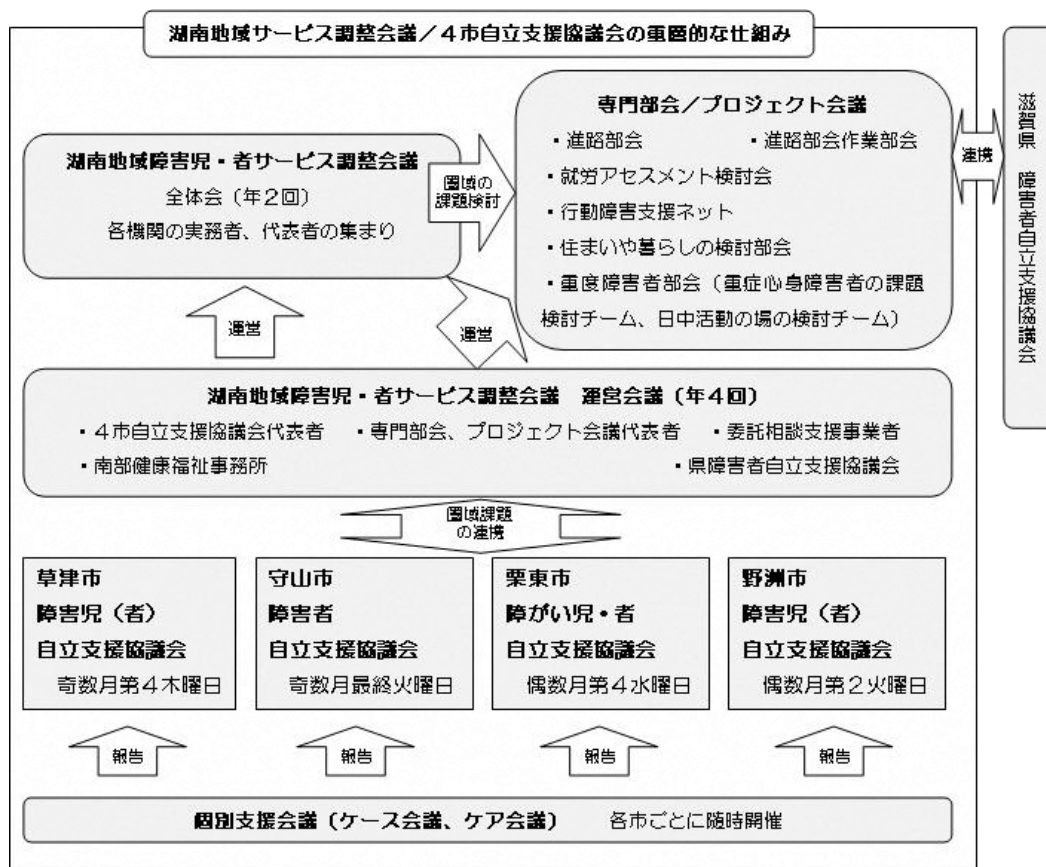 湖南地域サービス調整会議／４市自立支援協議会の重層的な仕組み
湖南地域障害児・者サービス調整会議
全体会（年２回）
各機関の実務者、代表者の集まり
圏域の
課題検討
専門部会／プロジェクト会議
・進路部会　・進路部会作業部会
・就労アセスメント検討会
・行動障害支援ネット
・住まいや暮らしの検討部会
・重度障害者部会（重症心身障害者の課題
検討チーム、日中活動の場の検討チーム）
連携
滋賀県　障害者自立支援協議会
運営
運営
湖南地域障害児・者サービス調整会議　運営会議（年４回）
・４市自立支援協議会代表者　・専門部会、プロジェクト会議代表者　・委託相談支援事業者
・南部健康福祉事務所　・県障害者自立支援協議会
圏域課題
の連携
草津市
障害児（者）
自立支援協議会
奇数月第４木曜日
守山市
障害者
自立支援協議会
奇数月最終火曜日
栗東市
障がい児・者
自立支援協議会
偶数月第４水曜日
野洲市
障害児（者）
自立支援協議会
偶数月第２火曜日
報告
報告
報告
報告
個別支援会議（ケース会議、ケア会議）　各市ごとに随時開催